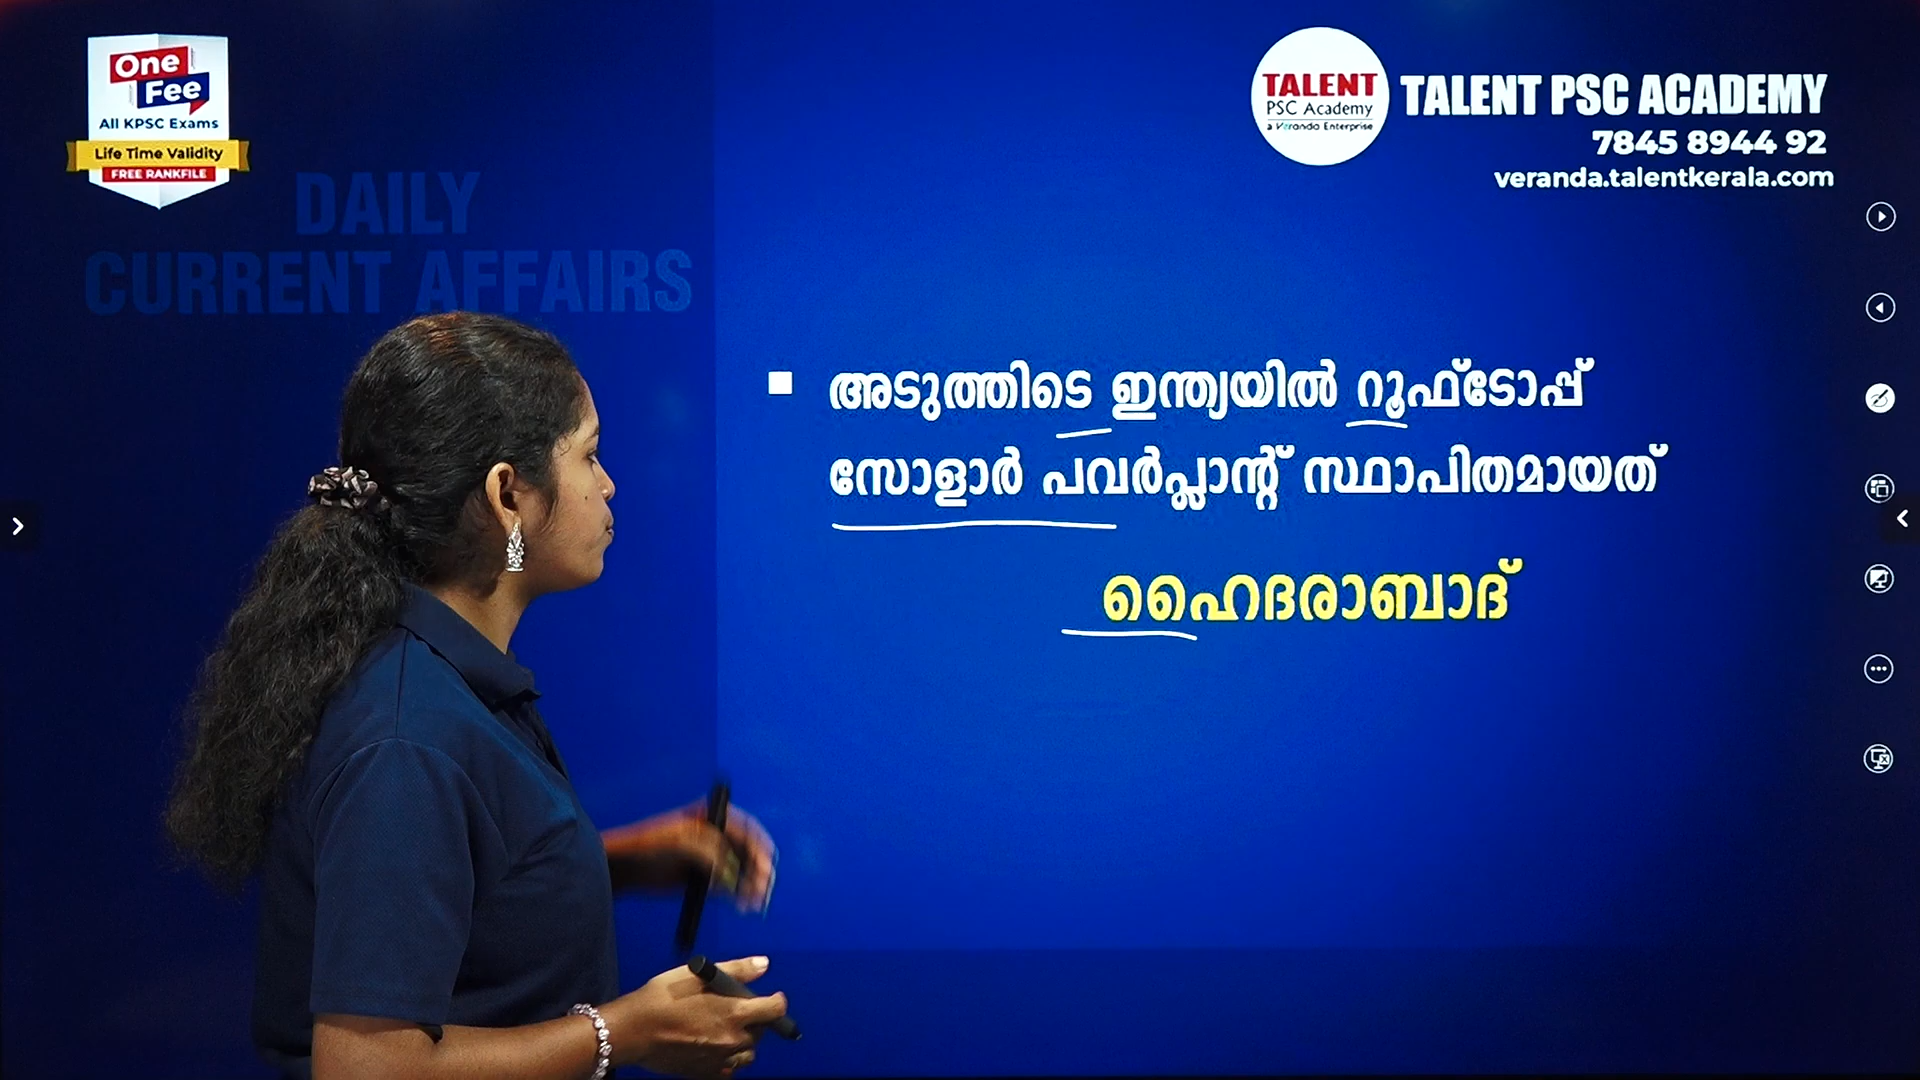 One
Fee
All KPSC Exams
Life Time Validity
FREE RANKFILE
TALENT
PSC Academy
a Veranda Enterprise
TALENT PSC ACADEMY
7845 8944 92
veranda.talentkerala.com
DAILY
CURRENT AFFAIRS
അടുത്തിടെ ഇന്ത്യയിൽ റൂഫ്ടോപ്പ്
സോളാർ പവർപ്ലാന്റ് സ്ഥാപിതമായത്
ഹൈദരാബാദ്